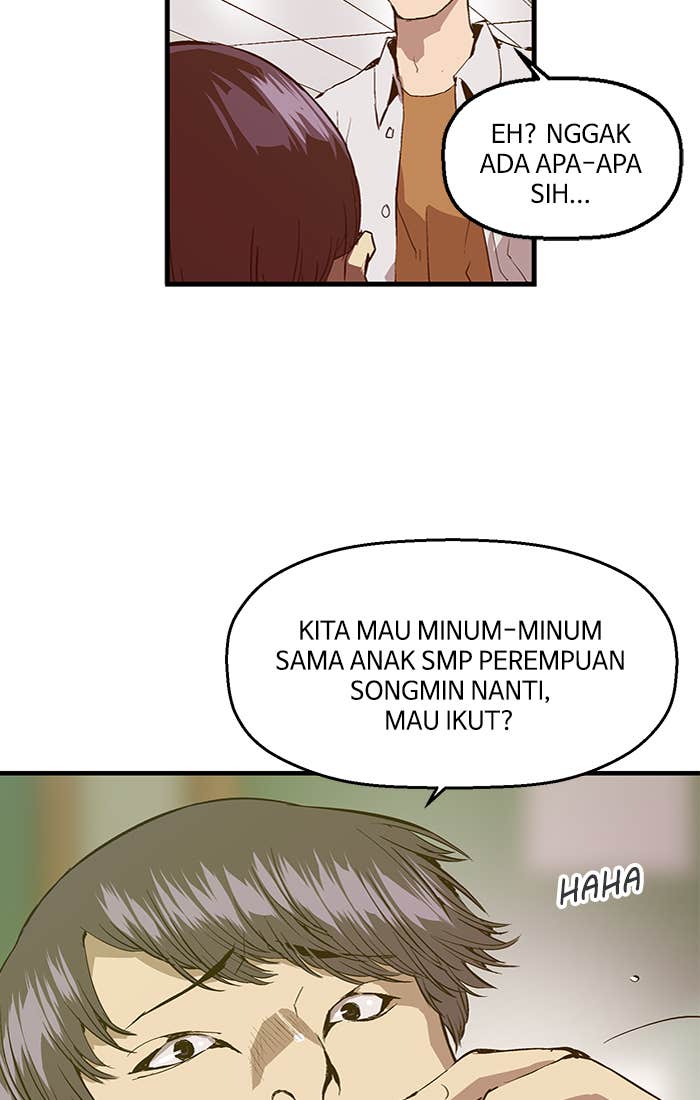 EH? NGGAK
ADA APA-APA
SIH...
KITA MAU MINUM-MINUM
SAMA ANAK SMP PEREMPUAN
SONGMIN NANTI,
MAU IKUT?
HAHA